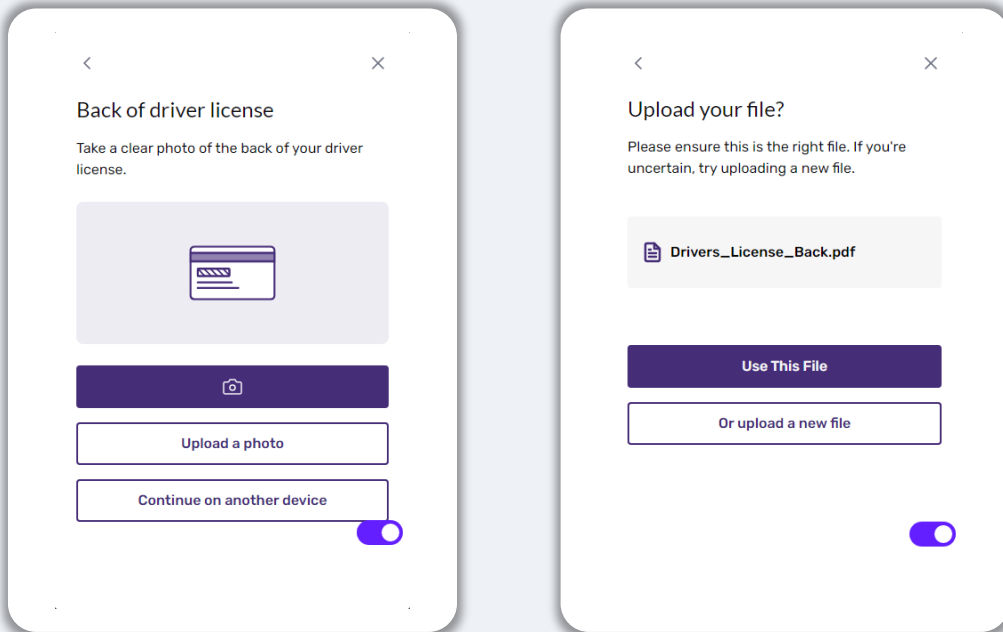 Back of driver license
Take a clear photo of the back of your driver
license.
Upload a photo
Continue on another device
Upload your file?
Please ensure this is the right file. If you're
uncertain, try uploading a new file.
Drivers_License_Back.pdf
Use This File
Or upload a new file